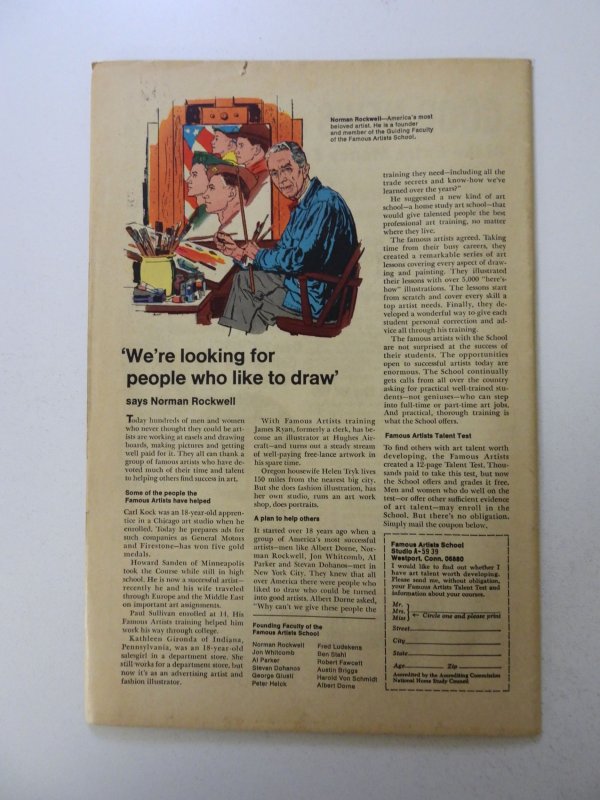 Norman Rockwell—America's most
beloved artist. He is a founder
and member of the Guiding Faculty
of the Famous Artists School.
'We're looking for
people who like to draw'
says Norman Rockwell
Today hundreds of men and women
who never thought they could be art-
ists are working at easels and drawing
boards, making pictures and getting
well paid for it. They all can thank a
group of famous artists who have de-
voted much of their time and talent
to helping others find success in art.
Some of the people the
Famous Artists have helped
Carl Kock was an 18-year-old appren-
tice in a Chicago art studio when he
enrolled. Today he prepares ads for
such companies as General Motors
and Firestone—has won five gold
medals.
Howard Sanden of Minneapolis
took the Course while still in high
school. He is now a successful artist—
recently he and his wife traveled
through Europe and the Middle East
on important art assignments.
Paul Sullivan enrolled at 14. His
Famous Artists training helped him
work his way through college.
Kathleen Gironda of Indiana,
Pennsylvania, was an 18-year-old
salesgirl in a department store. She
still works for a department store, but
now it's as an advertising artist and
fashion illustrator.
With Famous Artists training
James Ryan, formerly a clerk, has be-
come an illustrator at Hughes Air-
craft—and turns out a steady stream
of well-paying free-lance artwork in
his spare time.
Oregon housewife Helen Tryk lives
150 miles from the nearest big city.
But she does fashion illustration, has
her own studio, runs an art work
shop, does portraits.
A plan to help others
It started over 18 years ago when a
group of America's most successful
artists—men like Albert Dorne, Nor-
man Rockwell, Jon Whitcomb, Al
Parker and Stevan Dohanos—met in
New York City. They knew that all
over America there were people who
liked to draw who could be turned
into good artists. Albert Dorne asked,
"Why can't we give these people the
Founding Faculty of the
Famous Artists School
Norman Rockwell
Jon Whitcomb
Al Parker
Stevan Dohanos
George Giusti
Peter Helck
Fred Ludekens
Ben Stahl
Robert Fawcett
Austin Briggs
Harold Von Schmidt
Albert Dorne
training they need—including all the
trade secrets and know-how we've
learned over the years?"
He suggested a new kind of art
school—a home study art school—that
would give talented people the best
professional art training, no matter
where they live.
The famous artists agreed. Taking
time from their busy careers, they
created a remarkable series of art
lessons covering every aspect of draw-
ing and painting. They illustrated
their lessons with over 5,000 "here's-
how" illustrations. The lessons start
from scratch and cover every skill a
top artist needs. Finally, they de-
veloped a wonderful way to give each
student personal correction and ad-
vice all through his training.
The famous artists with the School
are not surprised at the success of
their students. The opportunities
open to successful artists today are
enormous. The School continually
gets calls from all over the country
asking for practical well-trained stu-
dents—not geniuses—who can step
into full-time or part-time art jobs.
And practical, thorough training is
what the School offers.
Famous Artists Talent Test
To find others with art talent worth
developing, the Famous Artists
created a 12-page Talent Test. Thou-
sands paid to take this test, but now
the School offers and grades it free.
Men and women who do well on the
test—or offer other sufficient evidence
of art talent—may enroll in the
School. But there's no obligation.
Simply mail the coupon below.
Famous Artists School
Studio A-5939
Westport, Conn. 06880
I would like to find out whether I
have art talent worth developing.
Please send me, without obligation,
your Famous Artists Talent Test and
information about your courses.
Mr.
Mrs. ← Circle one and please print
Miss
Street
City
State
Age Zip
Accredited by the Accrediting Commission
National Home Study Council